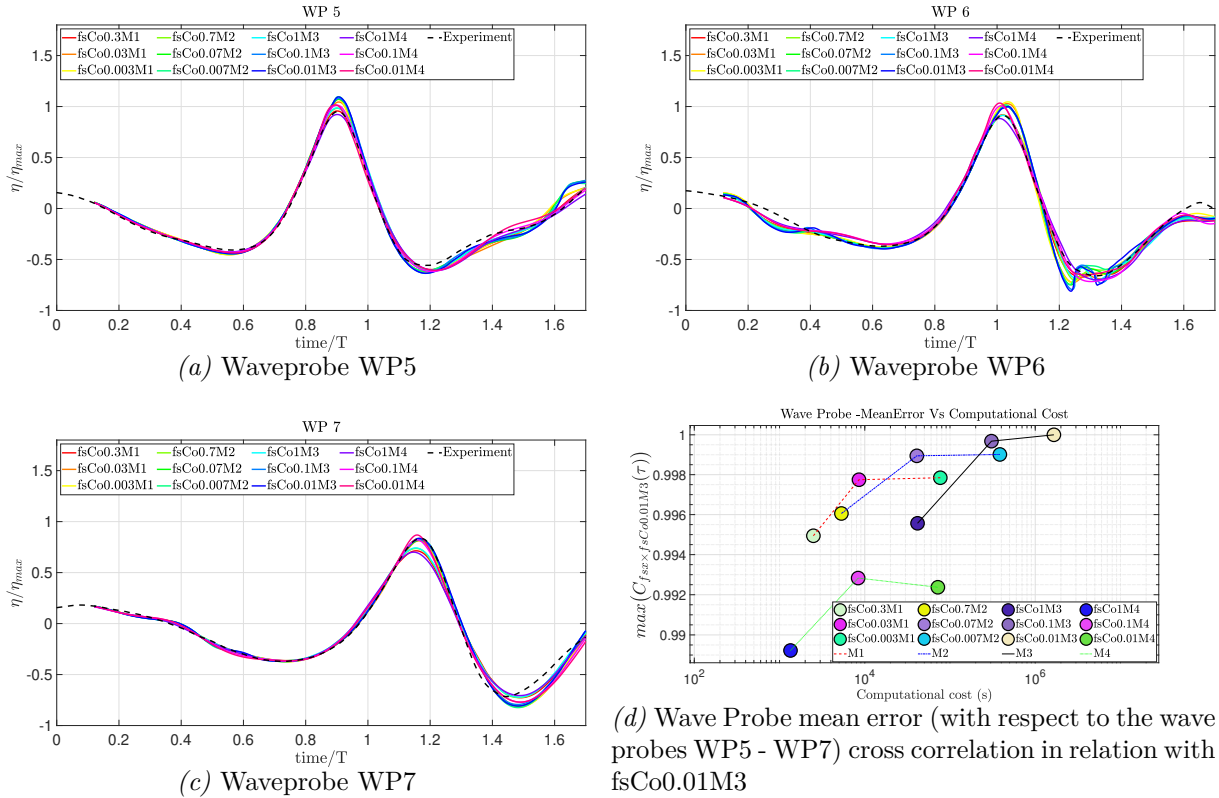 WP 5
fsCo0.3M1 fsCo0.7M2 fsCo1M3 fsCo1M4 Experiment
fsCo0.03M1 fsCo0.07M2 fsCo0.1M3 fsCo0.1M4
fsCo0.003M1 fsCo0.007M2 fsCo0.01M3 fsCo0.01M4
1.5
1
0.5
0
-0.5
-1
η/ηmax
0 0.2 0.4 0.6 0.8 1 1.2 1.4 1.6
time/T
(a) Waveprobe WP5
WP 6
fsCo0.3M1 fsCo0.7M2 fsCo1M3 fsCo1M4 Experiment
fsCo0.03M1 fsCo0.07M2 fsCo0.1M3 fsCo0.1M4
fsCo0.003M1 fsCo0.007M2 fsCo0.01M3 fsCo0.01M4
1.5
1
0.5
0
-0.5
-1
η/ηmax
0 0.2 0.4 0.6 0.8 1 1.2 1.4 1.6
time/T
(b) Waveprobe WP6
WP 7
fsCo0.3M1 fsCo0.7M2 fsCo1M3 fsCo1M4 Experiment
fsCo0.03M1 fsCo0.07M2 fsCo0.1M3 fsCo0.1M4
fsCo0.003M1 fsCo0.007M2 fsCo0.01M3 fsCo0.01M4
1.5
1
0.5
0
-0.5
-1
η/ηmax
0 0.2 0.4 0.6 0.8 1 1.2 1.4 1.6
time/T
(c) Waveprobe WP7
Wave Probe -MeanError Vs Computational Cost
1
0.998
0.996
0.994
0.992
0.99
max(Cfsx×fsCo0.01M3(τ))
fsCo0.3M1 fsCo0.7M2 fsCo1M3 fsCo1M4
fsCo0.03M1 fsCo0.07M2 fsCo0.1M3 fsCo0.1M4
fsCo0.003M1 fsCo0.007M2 fsCo0.01M3 fsCo0.01M4
M1 M2 M3 M4
10² 10⁴ 10⁶
Computational cost (s)
(d) Wave Probe mean error (with respect to the wave
probes WP5 - WP7) cross correlation in relation with
fsCo0.01M3